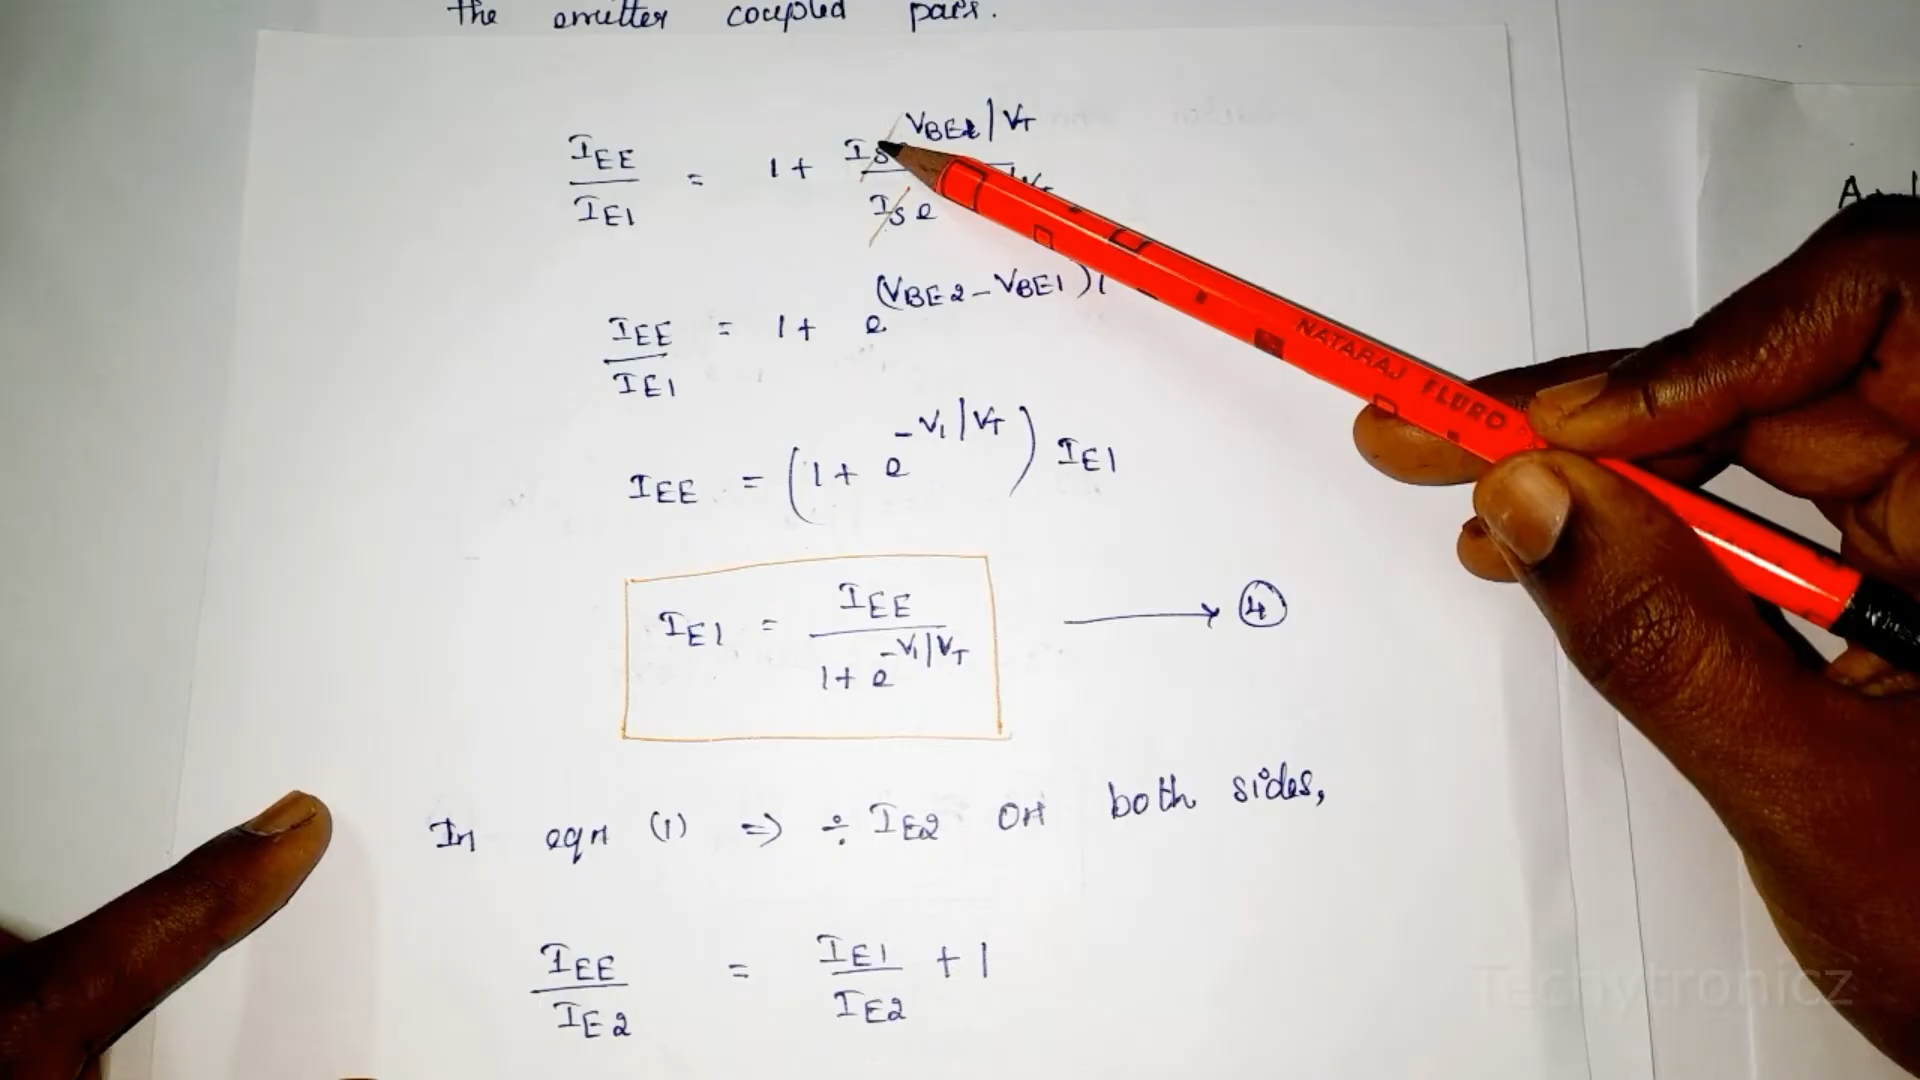 the emitter coupled pair.
IEE / IE1 = 1 + IS VBE2/VT / IS e
IEE / IE1 = 1 + e (VBE2 - VBE1)/
IEE = (1 + e -V1/VT) IE1
IE1 = IEE / 1 + e -V1/VT → 4
In eqn (1) => ÷ IE2 on both sides,
IEE / IE2 = IE1 / IE2 + 1
NATARAJ FLURO
Technytronicz